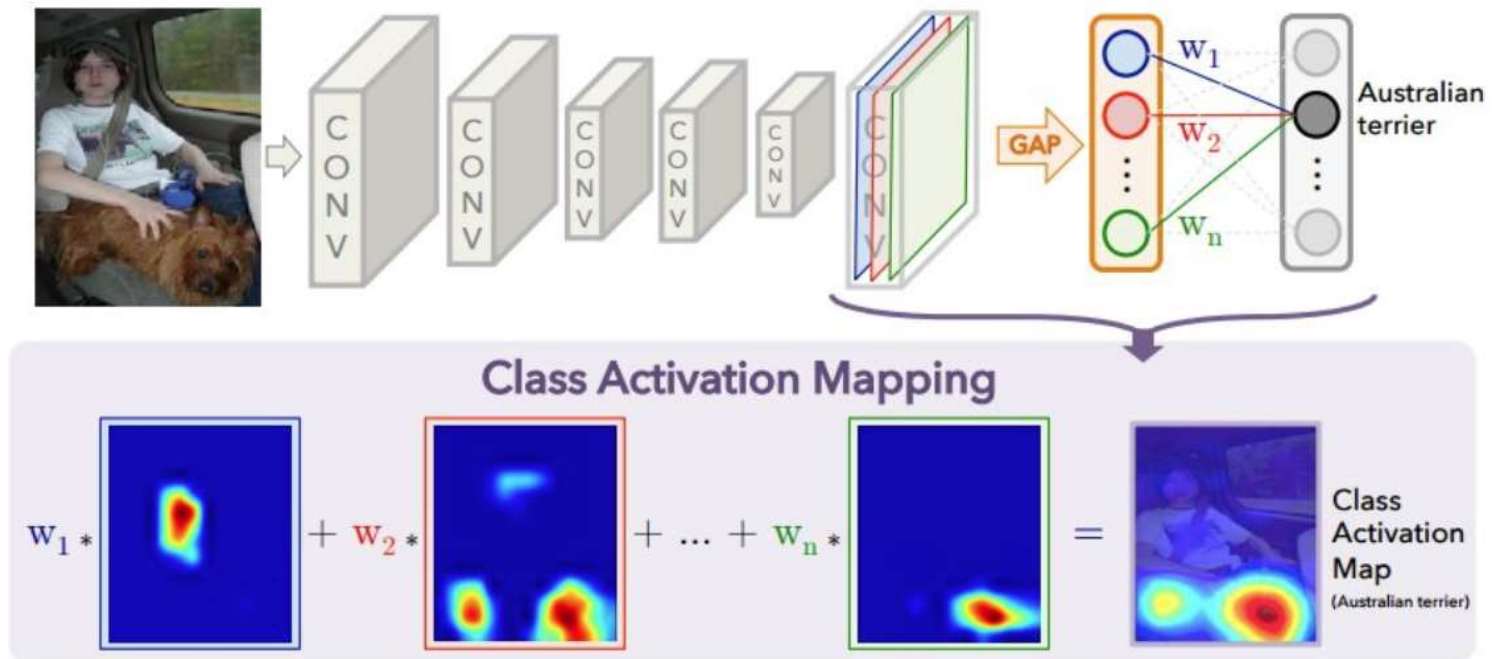 CONV
CONV
CONV
CONV
CONV
CONV
GAP
w1
w2
wn
Australian
terrier
Class Activation Mapping
w1 * + w2 * + ... + wn * =
Class
Activation
Map
(Australian terrier)